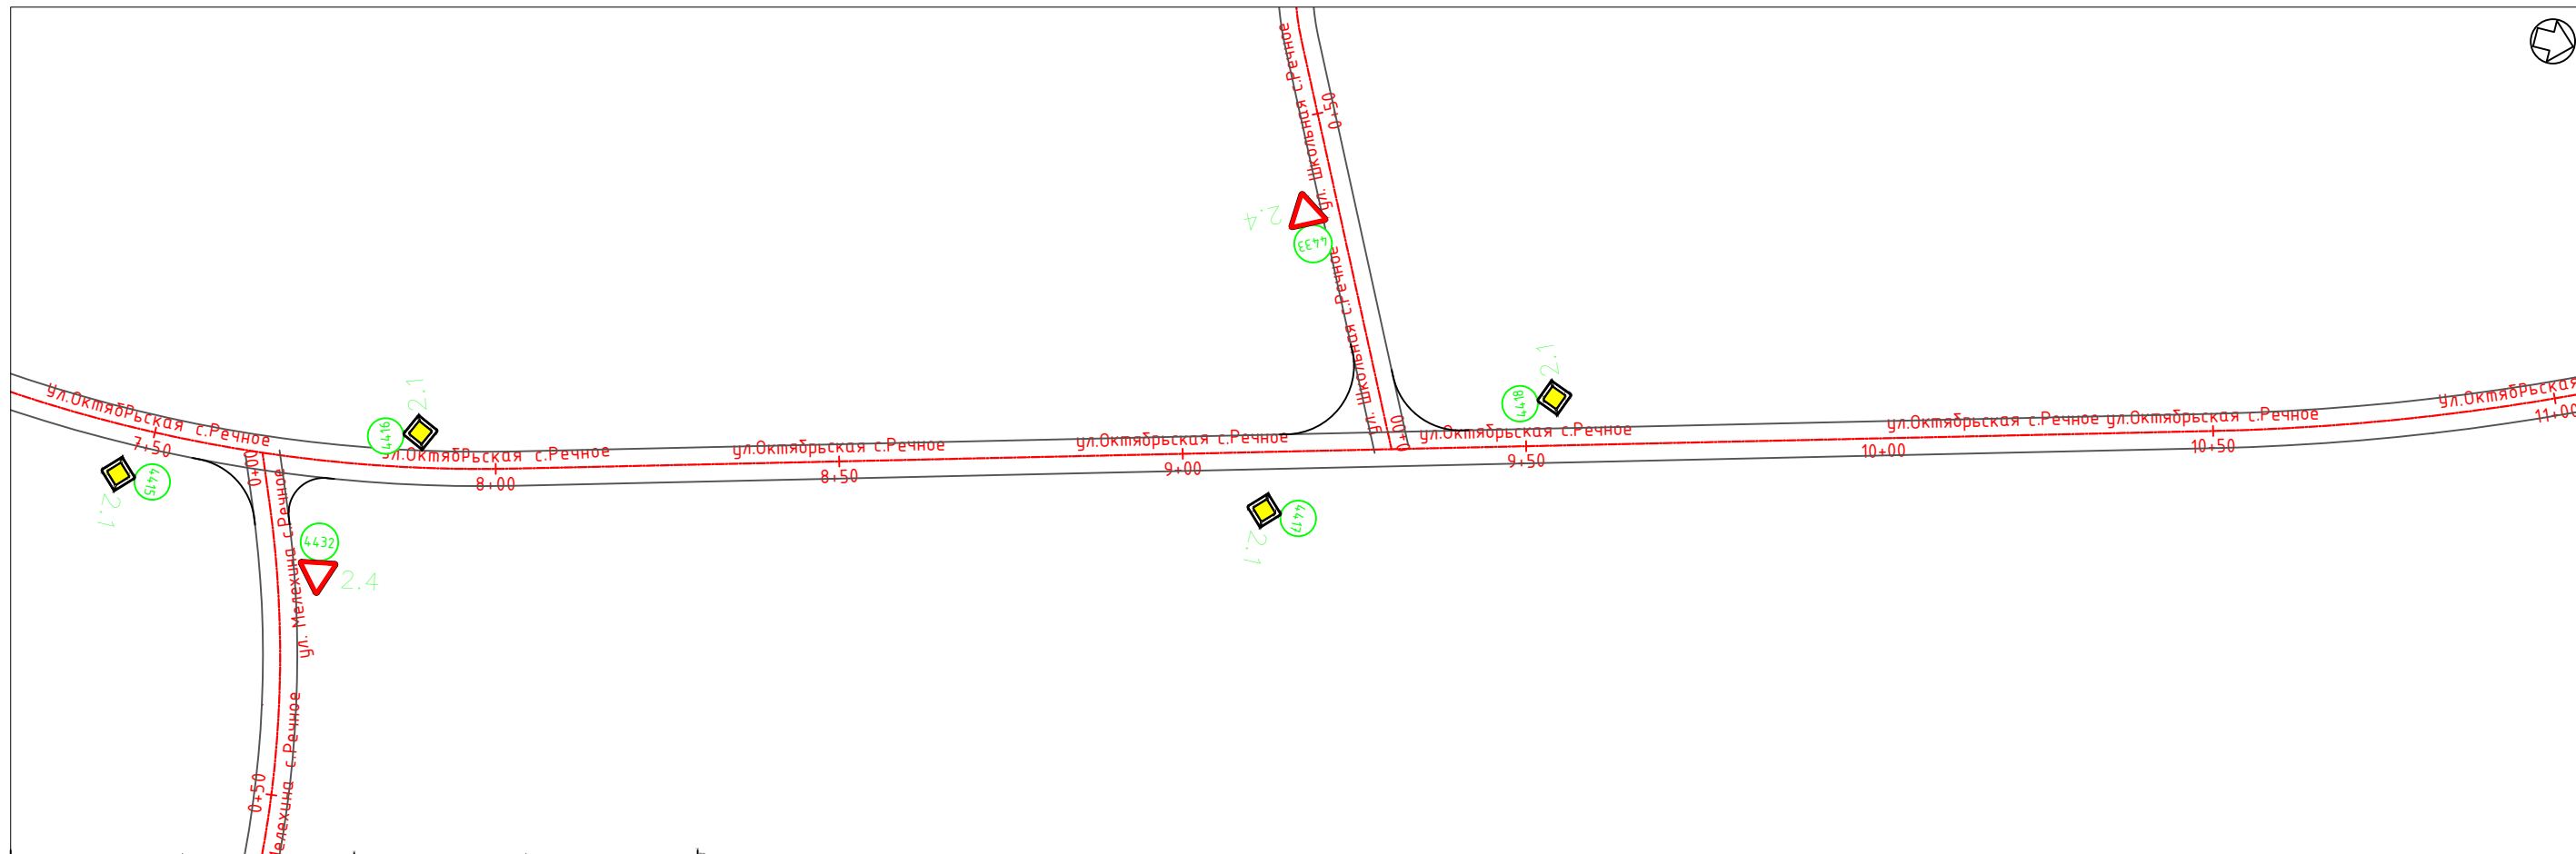 ул. Школьная с.Речное
0+50
2.4
4433
ул. Школьная с.Речное
0+00
2.1
4418
2.1
4416
ул.Октябрьская с.Речное
ул.Октябрьская с.Речное
ул.Октябрьская с.Речное
ул.Октябрьская с.Речное
ул.Октябрьская с.Речное
ул.Октябрьская с.Речное
ул.Октябрьская с.Речное
ул.Октябрьская
7+50
8+00
8+50
9+00
9+50
10+00
10+50
11+00
4415
2.1
0+00
4417
2.1
4432
2.4
ул. Мелехина с.Речное
0+50
Мелехина с.Речное